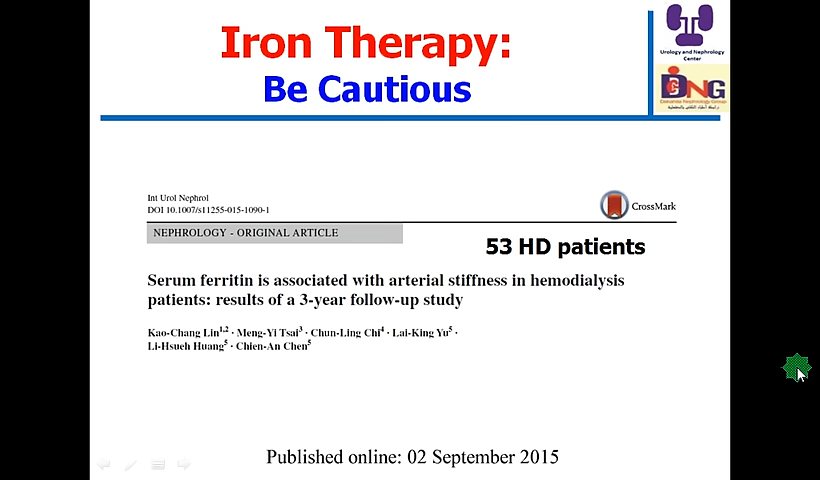 Iron Therapy:
Be Cautious
Urology and Nephrology
Center
DNG
Int Urol Nephrol
DOI 10.1007/s11255-015-1090-1
CrossMark
NEPHROLOGY - ORIGINAL ARTICLE
53 HD patients
Serum ferritin is associated with arterial stiffness in hemodialysis
patients: results of a 3-year follow-up study
Kao-Chang Lin1,2 · Meng-Yi Tsai3 · Chun-Ling Chi4 · Lai-King Yu5 ·
Li-Hsueh Huang5 · Chien-An Chen5
Published online: 02 September 2015